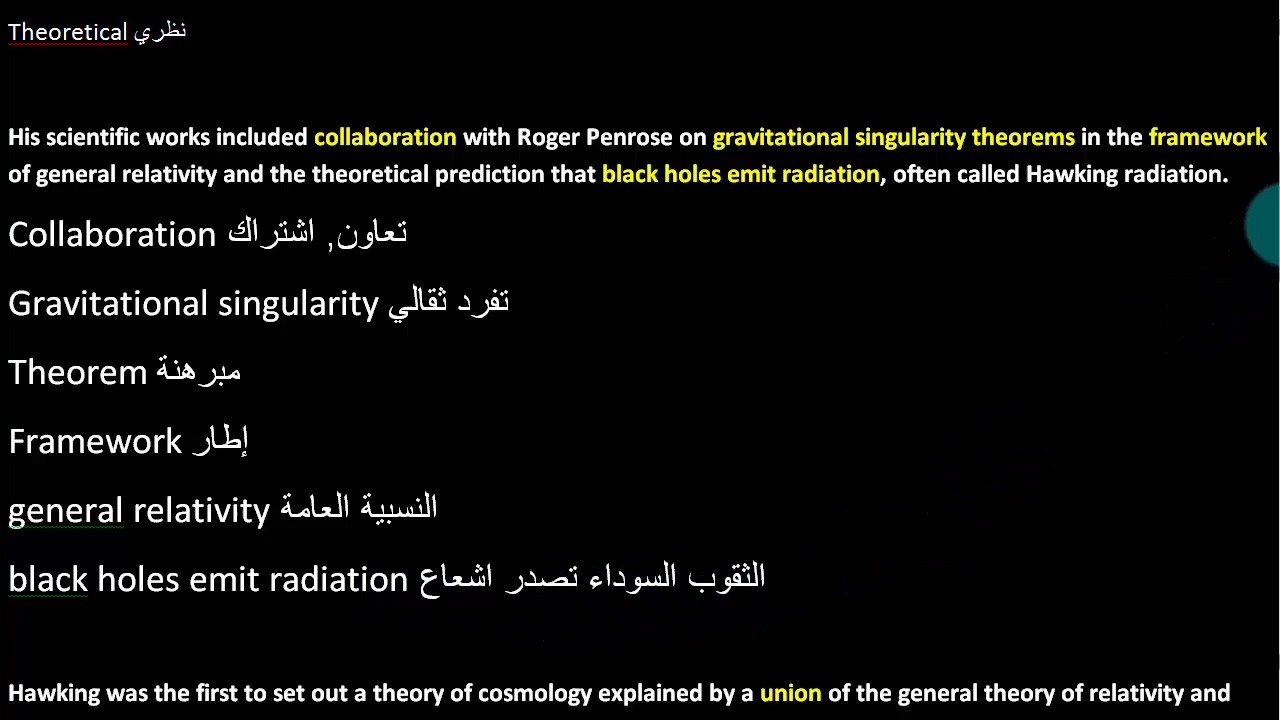 Theoretical نظري
His scientific works included collaboration with Roger Penrose on gravitational singularity theorems in the framework
of general relativity and the theoretical prediction that black holes emit radiation, often called Hawking radiation.
Collaboration تعاون, اشتراك
Gravitational singularity تفرد ثقالي
Theorem مبرهنة
Framework إطار
general relativity النسبية العامة
black holes emit radiation الثقوب السوداء تصدر اشعاع
Hawking was the first to set out a theory of cosmology explained by a union of the general theory of relativity and